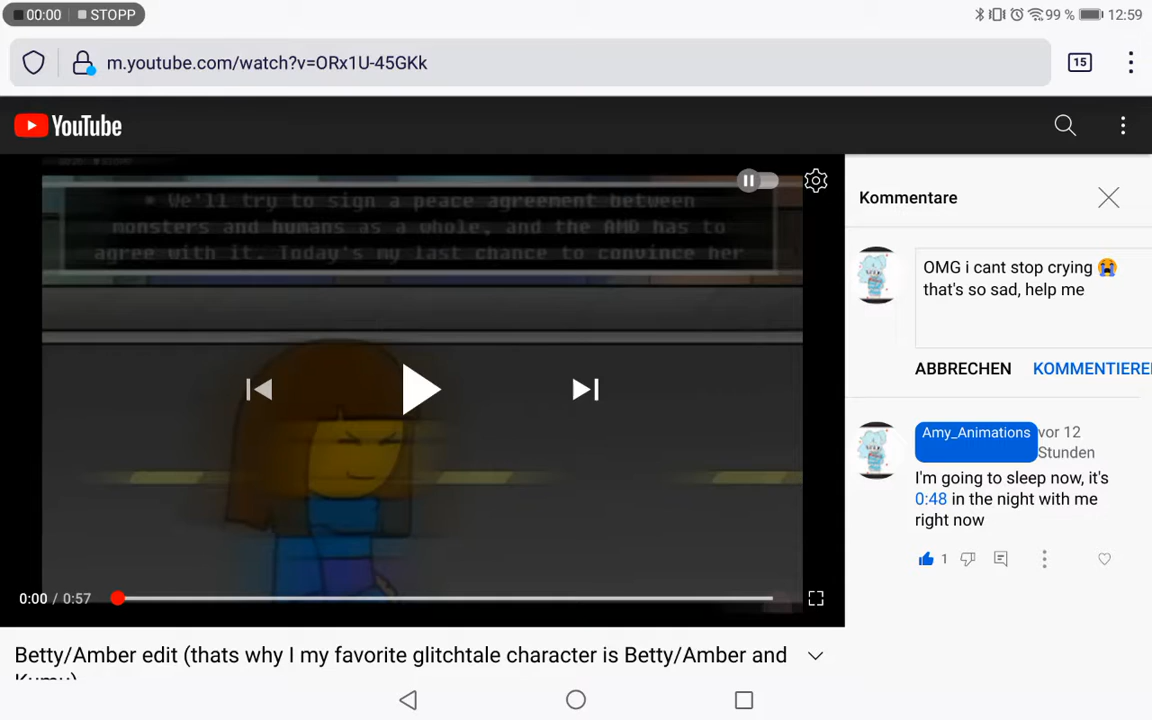 00:00 STOPP
99 % 12:59
m.youtube.com/watch?v=ORx1U-45GKk
15
YouTube
• We'll try to sign a peace agreement between
monsters and humans as a whole, and the AMD has to
agree with it. Today's my last chance to convince her
0:00 / 0:57
Betty/Amber edit (thats why I my favorite glitchtale character is Betty/Amber and
Kumu)
Kommentare
OMG i cant stop crying 😭
that's so sad, help me
ABBRECHEN KOMMENTIERE
Amy_Animations vor 12
Stunden
I'm going to sleep now, it's
0:48 in the night with me
right now
1